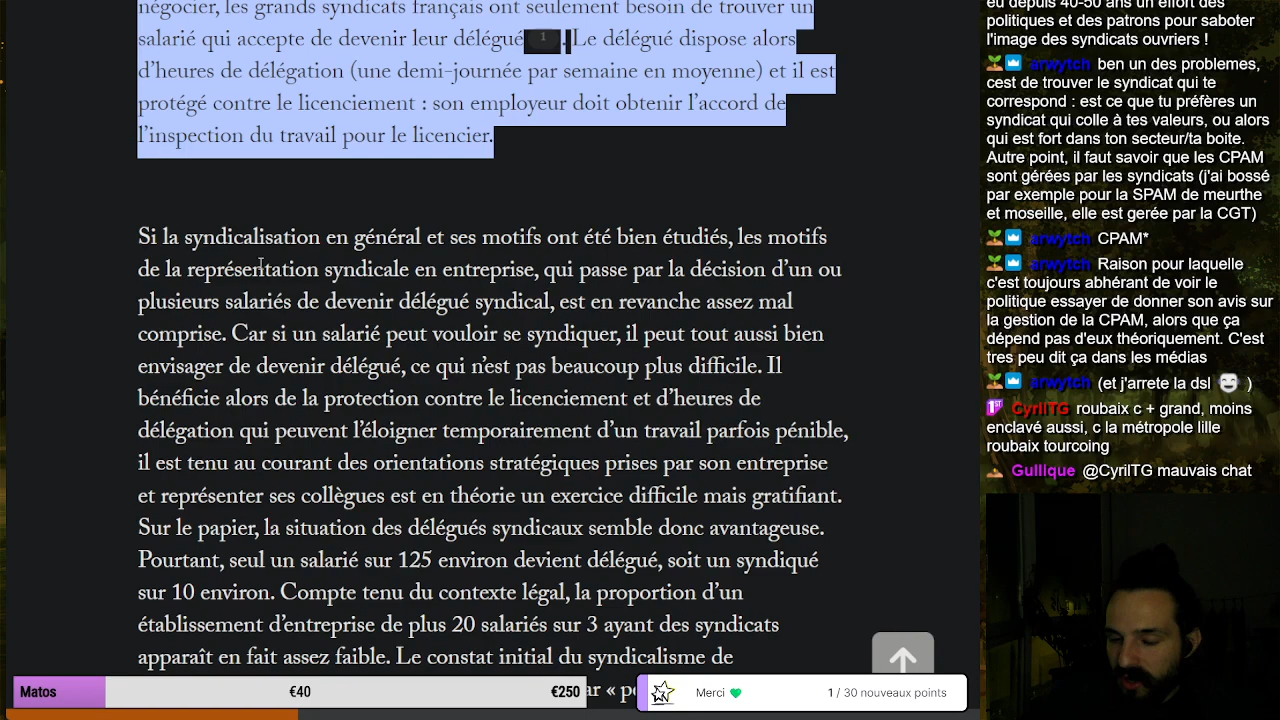 négocier, les grands syndicats français ont seulement besoin de trouver un
salarié qui accepte de devenir leur délégué 1 . Le délégué dispose alors
d’heures de délégation (une demi-journée par semaine en moyenne) et il est
protégé contre le licenciement : son employeur doit obtenir l’accord de
l’inspection du travail pour le licencier.
Si la syndicalisation en général et ses motifs ont été bien étudiés, les motifs
de la représentation syndicale en entreprise, qui passe par la décision d’un ou
plusieurs salariés de devenir délégué syndical, est en revanche assez mal
comprise. Car si un salarié peut vouloir se syndiquer, il peut tout aussi bien
envisager de devenir délégué, ce qui n’est pas beaucoup plus difficile. Il
bénéficie alors de la protection contre le licenciement et d’heures de
délégation qui peuvent l’éloigner temporairement d’un travail parfois pénible,
il est tenu au courant des orientations stratégiques prises par son entreprise
et représenter ses collègues est en théorie un exercice difficile mais gratifiant.
Sur le papier, la situation des délégués syndicaux semble donc avantageuse.
Pourtant, seul un salarié sur 125 environ devient délégué, soit un syndiqué
sur 10 environ. Compte tenu du contexte légal, la proportion d’un
établissement d’entreprise de plus 20 salariés sur 3 ayant des syndicats
apparaît en fait assez faible. Le constat initial du syndicalisme de
ar « p
Matos €40 €250
Merci 1 / 30 nouveaux points
eu depuis 40-50 ans un effort des
politiques et des patrons pour saboter
l'image des syndicats ouvriers !
arwytch ben un des problemes,
cest de trouver le syndicat qui te
correspond : est ce que tu préfères un
syndicat qui colle à tes valeurs, ou alors
qui est fort dans ton secteur/ta boite.
Autre point, il faut savoir que les CPAM
sont gérées par les syndicats (j'ai bossé
par exemple pour la SPAM de meurthe
et moselle, elle est gerée par la CGT)
arwytch CPAM*
arwytch Raison pour laquelle
c'est toujours abhérant de voir le
politique essayer de donner son avis sur
la gestion de la CPAM, alors que ça
dépend pas d'eux théoriquement. C'est
tres peu dit ça dans les médias
arwytch (et j'arrete la dsl )
1ST CyrilTG roubaix c + grand, moins
enclavé aussi, c la métropole lille
roubaix tourcoing
Gullique @CyrilTG mauvais chat